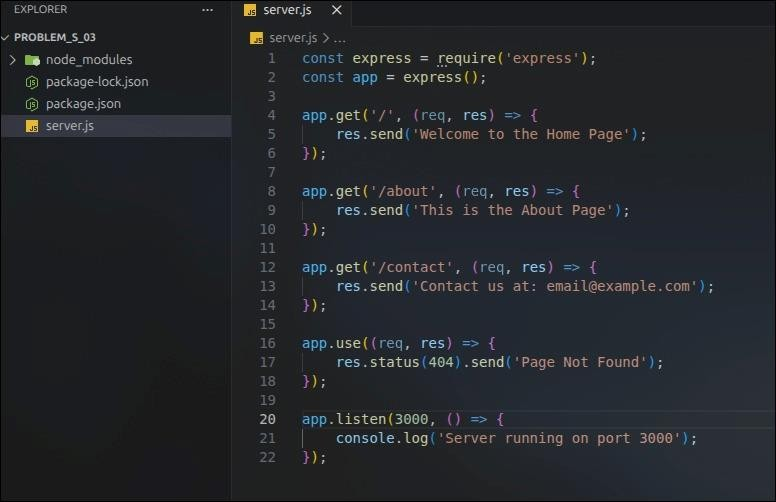 EXPLORER ...
PROBLEM_S_03
node_modules
package-lock.json
package.json
server.js
JS server.js ×
JS server.js > ...
1 const express = require('express');
2 const app = express();
3
4 app.get('/', (req, res) => {
5 res.send('Welcome to the Home Page');
6 });
7
8 app.get('/about', (req, res) => {
9 res.send('This is the About Page');
10 });
11
12 app.get('/contact', (req, res) => {
13 res.send('Contact us at: email@example.com');
14 });
15
16 app.use((req, res) => {
17 res.status(404).send('Page Not Found');
18 });
19
20 app.listen(3000, () => {
21 console.log('Server running on port 3000');
22 });